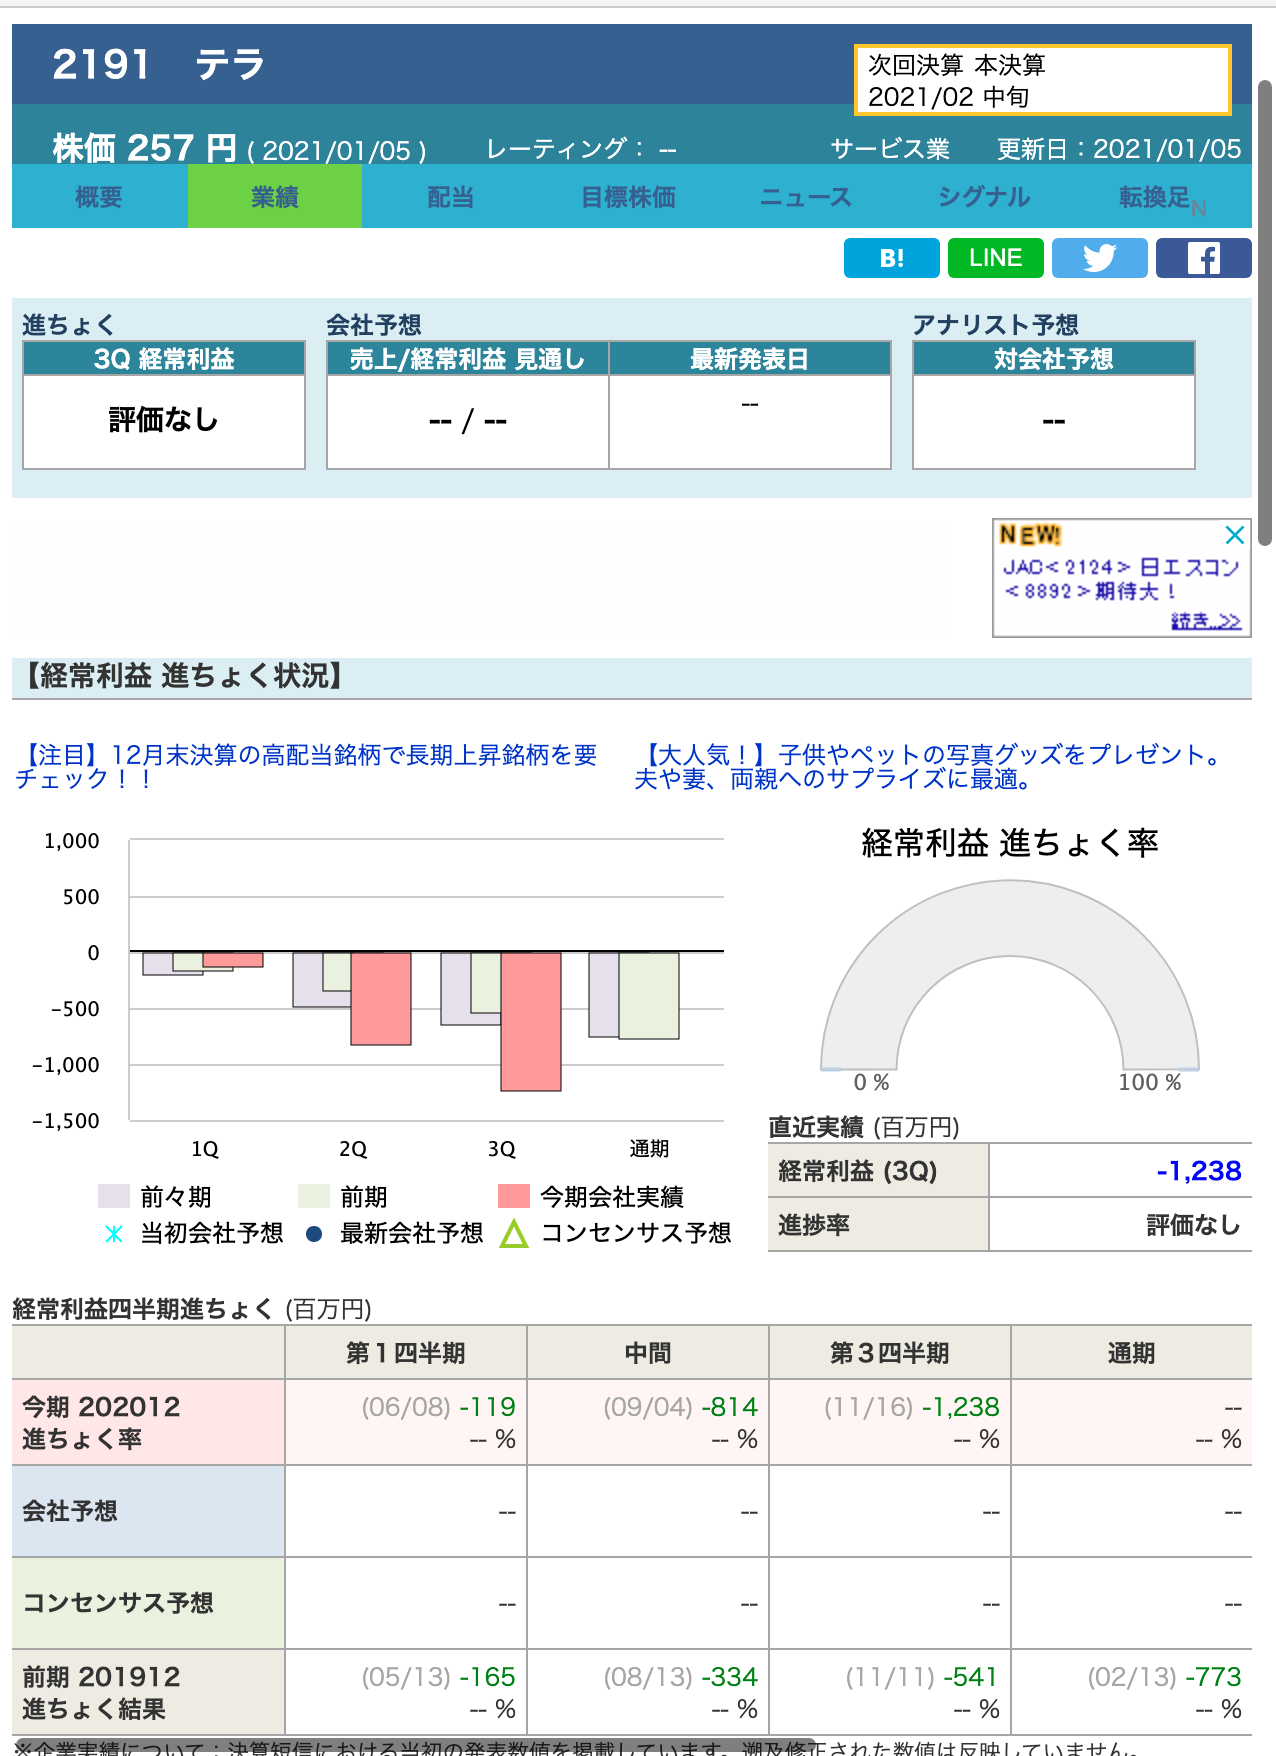 2191 テラ
次回決算 本決算
2021/02 中旬
株価 257 円 ( 2021/01/05 ) レーティング： -- サービス業 更新日：2021/01/05
概要 業績 配当 目標株価 ニュース シグナル 転換足 N
B! LINE
進ちょく 会社予想 アナリスト予想
3Q 経常利益 売上/経常利益 見通し 最新発表日 対会社予想
評価なし -- / -- -- --
NEW!
JAC<2124> 日エスコン
<8892>期待大！
続き..>>
【経常利益 進ちょく状況】
【注目】12月末決算の高配当銘柄で長期上昇銘柄を要
チェック！！
【大人気！】子供やペットの写真グッズをプレゼント。
夫や妻、両親へのサプライズに最適。
1,000
500
0
-500
-1,000
-1,500
1Q 2Q 3Q 通期
前々期 前期 今期会社実績
当初会社予想 最新会社予想 コンセンサス予想
経常利益 進ちょく率
0 % 100 %
直近実績 (百万円)
経常利益 (3Q) -1,238
進捗率 評価なし
経常利益四半期進ちょく (百万円)
第１四半期 中間 第３四半期 通期
今期 202012 (06/08) -119 (09/04) -814 (11/16) -1,238 --
進ちょく率 -- % -- % -- % -- %
会社予想 -- -- -- --
コンセンサス予想 -- -- -- --
前期 201912 (05/13) -165 (08/13) -334 (11/11) -541 (02/13) -773
進ちょく結果 -- % -- % -- % -- %
※企業実績について：決算短信における当初の発表数値を掲載しています。遡及修正された数値は反映していません。